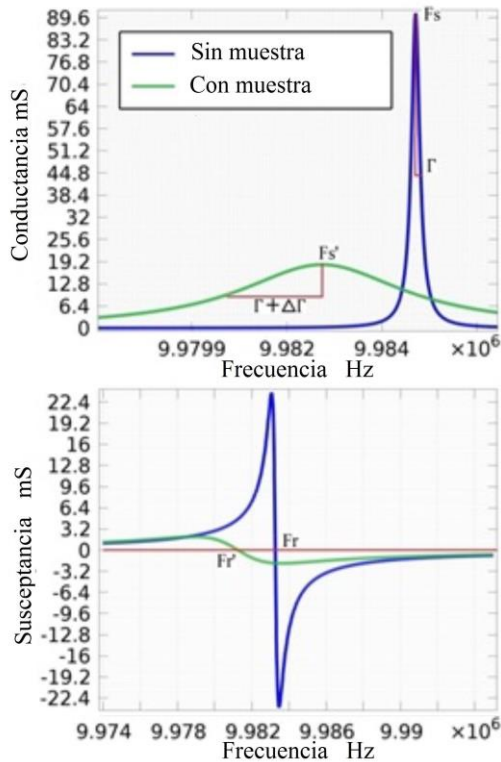 Conductancia mS
89.6
83.2
76.8
70.4
64
57.6
51.2
44.8
38.4
32
25.6
19.2
12.8
6.4
0
Sin muestra
Con muestra
Fs
Γ
Fs'
Γ+ΔΓ
9.9799 9.982 9.984 ×10⁶
Frecuencia Hz
Susceptancia mS
22.4
19.2
16
12.8
9.6
6.4
3.2
0
-3.2
-6.4
-9.6
-12.8
-16
-19.2
-22.4
Fr
Fr'
9.974 9.978 9.982 9.986 9.99 ×10⁶
Frecuencia Hz